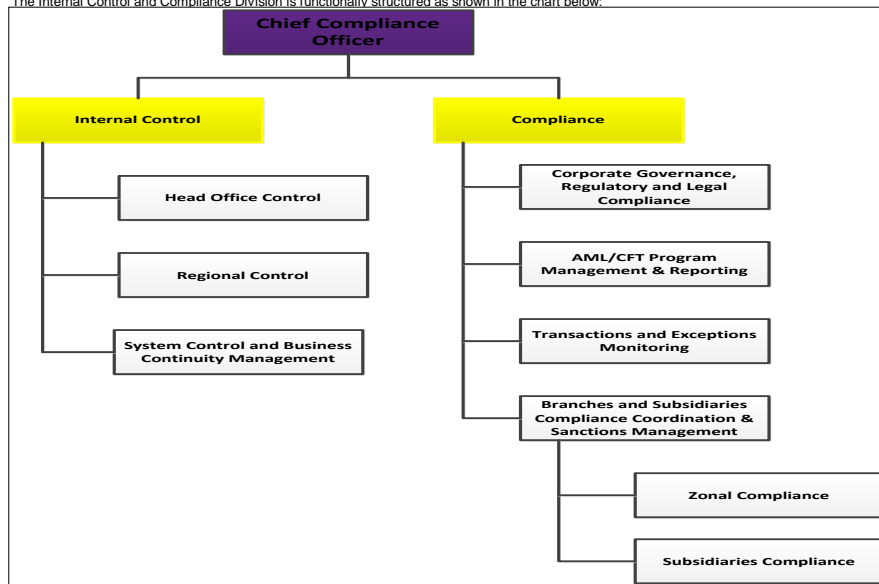 The Internal Control and Compliance Division is functionally structured as shown in the chart below:
Chief Compliance
Officer
Internal Control
Compliance
Head Office Control
Regional Control
System Control and Business
Continuity Management
Corporate Governance,
Regulatory and Legal
Compliance
AML/CFT Program
Management & Reporting
Transactions and Exceptions
Monitoring
Branches and Subsidiaries
Compliance Coordination &
Sanctions Management
Zonal Compliance
Subsidiaries Compliance